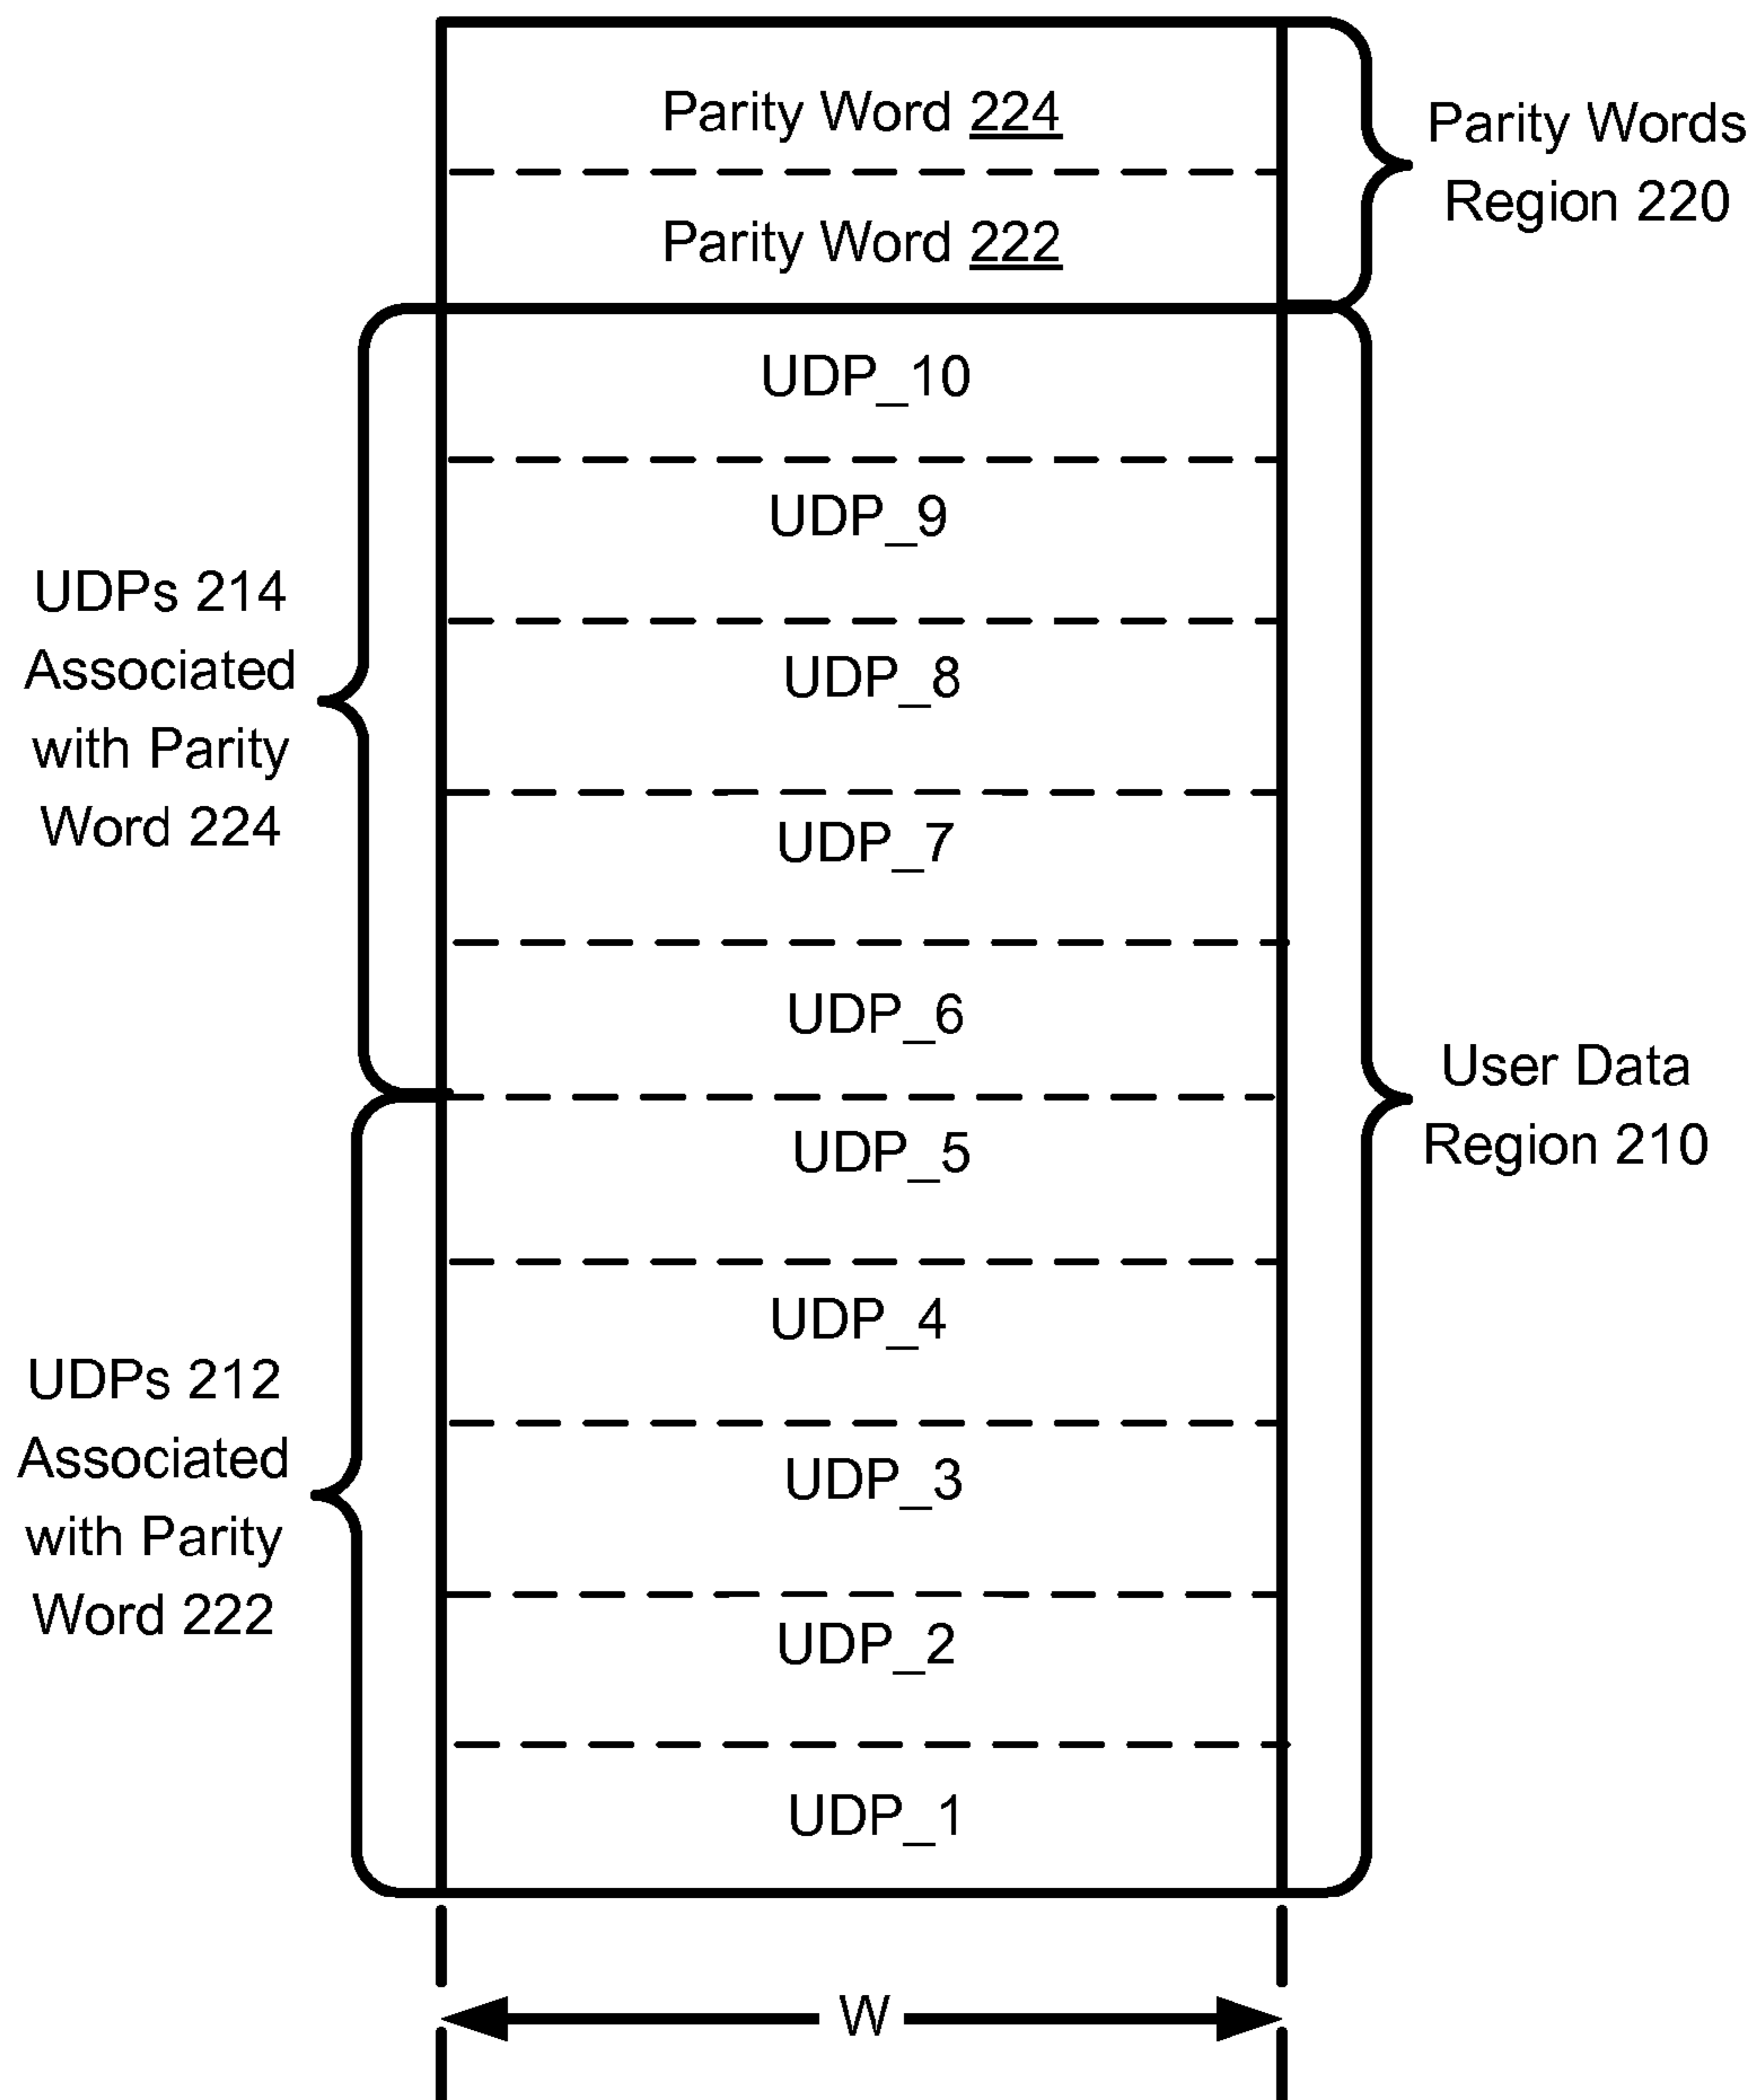 Parity Word 224
Parity Word 222
Parity Words
Region 220
UDP_10
UDP_9
UDP_8
UDP_7
UDP_6
UDPs 214
Associated
with Parity
Word 224
UDP_5
UDP_4
UDP_3
UDP_2
UDP_1
User Data
Region 210
UDPs 212
Associated
with Parity
Word 222
W